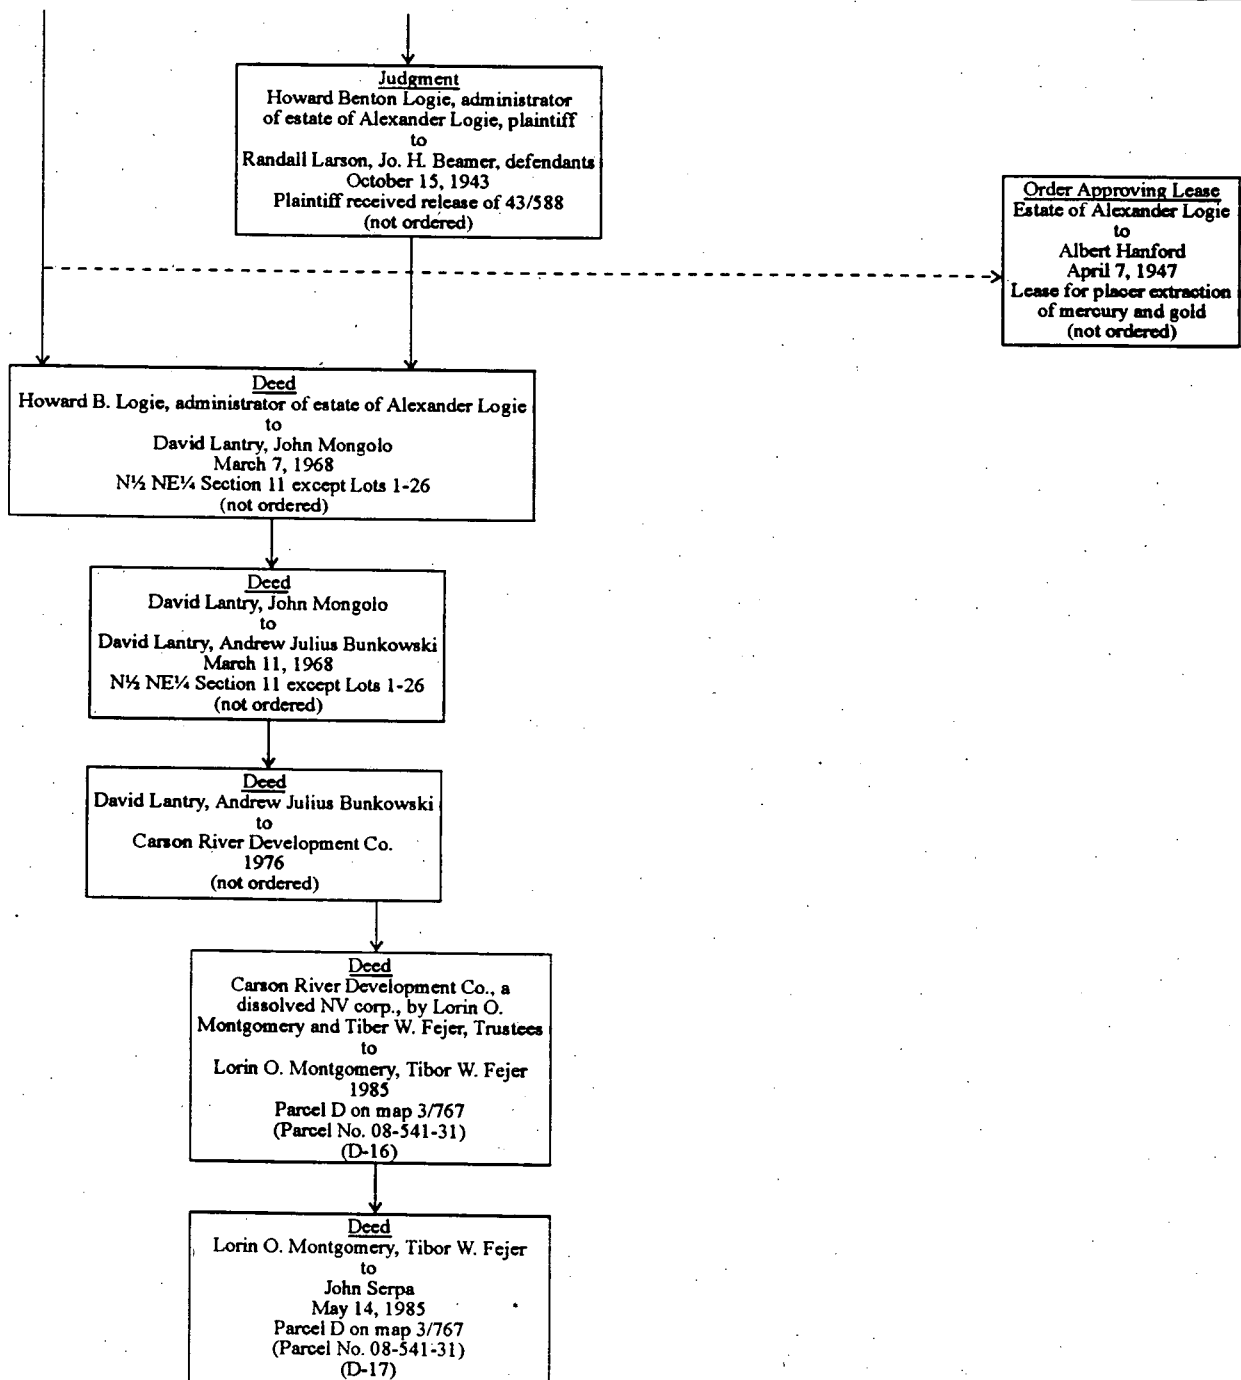 Judgment
Howard Benton Logie, administrator
of estate of Alexander Logie, plaintiff
to
Randall Larson, Jo. H. Beamer, defendants
October 15, 1943
Plaintiff received release of 43/588
(not ordered)
Order Approving Lease
Estate of Alexander Logie
to
Albert Hanford
April 7, 1947
Lease for placer extraction
of mercury and gold
(not ordered)
Deed
Howard B. Logie, administrator of estate of Alexander Logie
to
David Lantry, John Mongolo
March 7, 1968
N½ NE¼ Section 11 except Lots 1-26
(not ordered)
Deed
David Lantry, John Mongolo
to
David Lantry, Andrew Julius Bunkowski
March 11, 1968
N½ NE¼ Section 11 except Lots 1-26
(not ordered)
Deed
David Lantry, Andrew Julius Bunkowski
to
Carson River Development Co.
1976
(not ordered)
Deed
Carson River Development Co., a
dissolved NV corp., by Lorin O.
Montgomery and Tiber W. Fejer, Trustees
to
Lorin O. Montgomery, Tibor W. Fejer
1985
Parcel D on map 3/767
(Parcel No. 08-541-31)
(D-16)
Deed
Lorin O. Montgomery, Tibor W. Fejer
to
John Serpa
May 14, 1985
Parcel D on map 3/767
(Parcel No. 08-541-31)
(D-17)